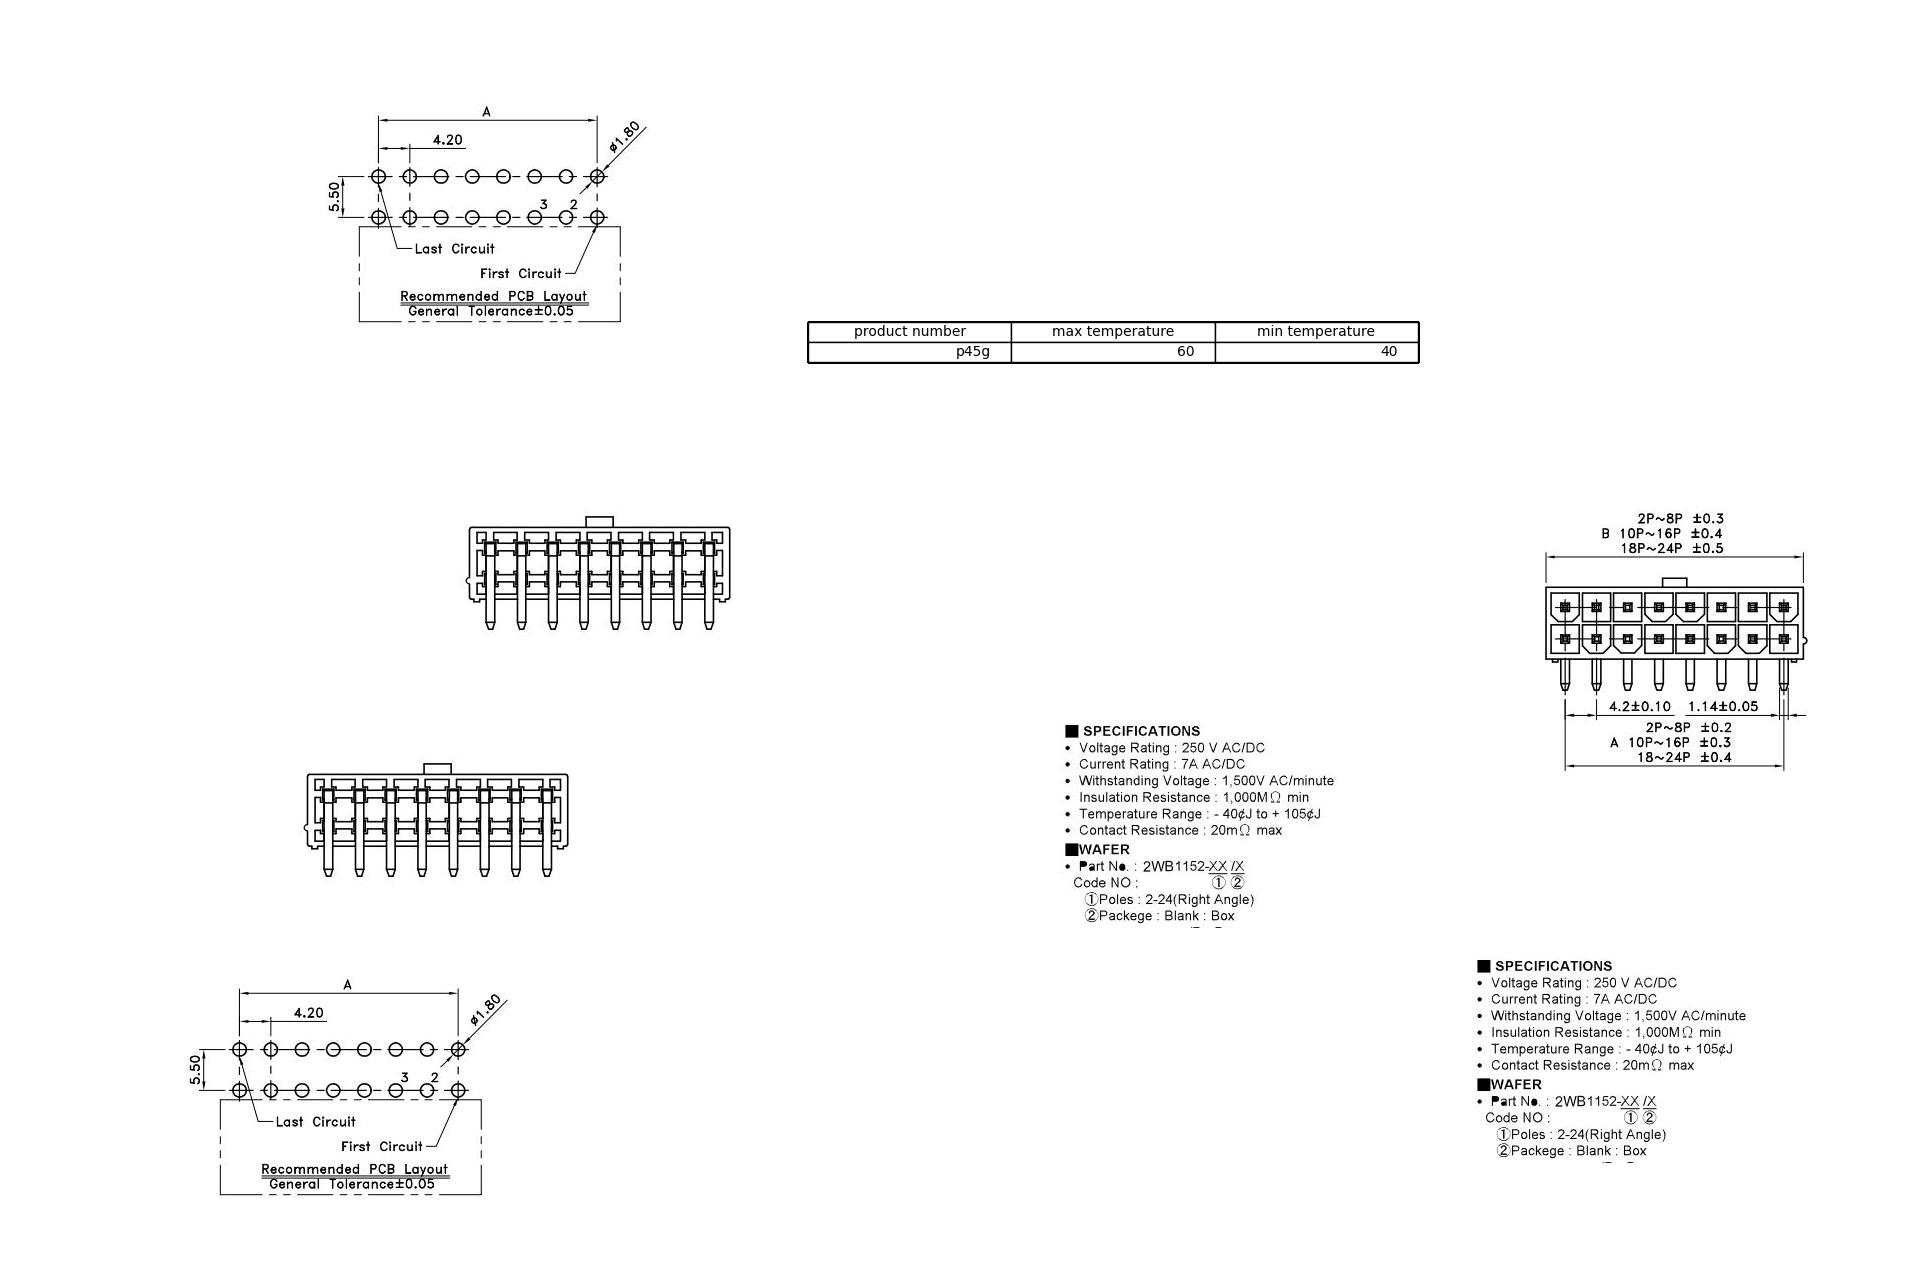 A
4.20
ø1.80
5.50
3 2
Last Circuit
First Circuit
Recommended PCB Layout
General Tolerance±0.05
product number max temperature min temperature
p45g 60 40
2P~8P ±0.3
B 10P~16P ±0.4
18P~24P ±0.5
4.2±0.10 1.14±0.05
2P~8P ±0.2
A 10P~16P ±0.3
18~24P ±0.4
■ SPECIFICATIONS
• Voltage Rating : 250 V AC/DC
• Current Rating : 7A AC/DC
• Withstanding Voltage : 1,500V AC/minute
• Insulation Resistance : 1,000MΩ min
• Temperature Range : - 40¢J to + 105¢J
• Contact Resistance : 20mΩ max
■WAFER
• Part No. : 2WB1152-XX /X
Code NO : ① ②
①Poles : 2-24(Right Angle)
②Packege : Blank : Box
A
4.20
ø1.80
5.50
3 2
Last Circuit
First Circuit
Recommended PCB Layout
General Tolerance±0.05
■ SPECIFICATIONS
• Voltage Rating : 250 V AC/DC
• Current Rating : 7A AC/DC
• Withstanding Voltage : 1,500V AC/minute
• Insulation Resistance : 1,000MΩ min
• Temperature Range : - 40¢J to + 105¢J
• Contact Resistance : 20mΩ max
■WAFER
• Part No. : 2WB1152-XX /X
Code NO : ① ②
①Poles : 2-24(Right Angle)
②Packege : Blank : Box